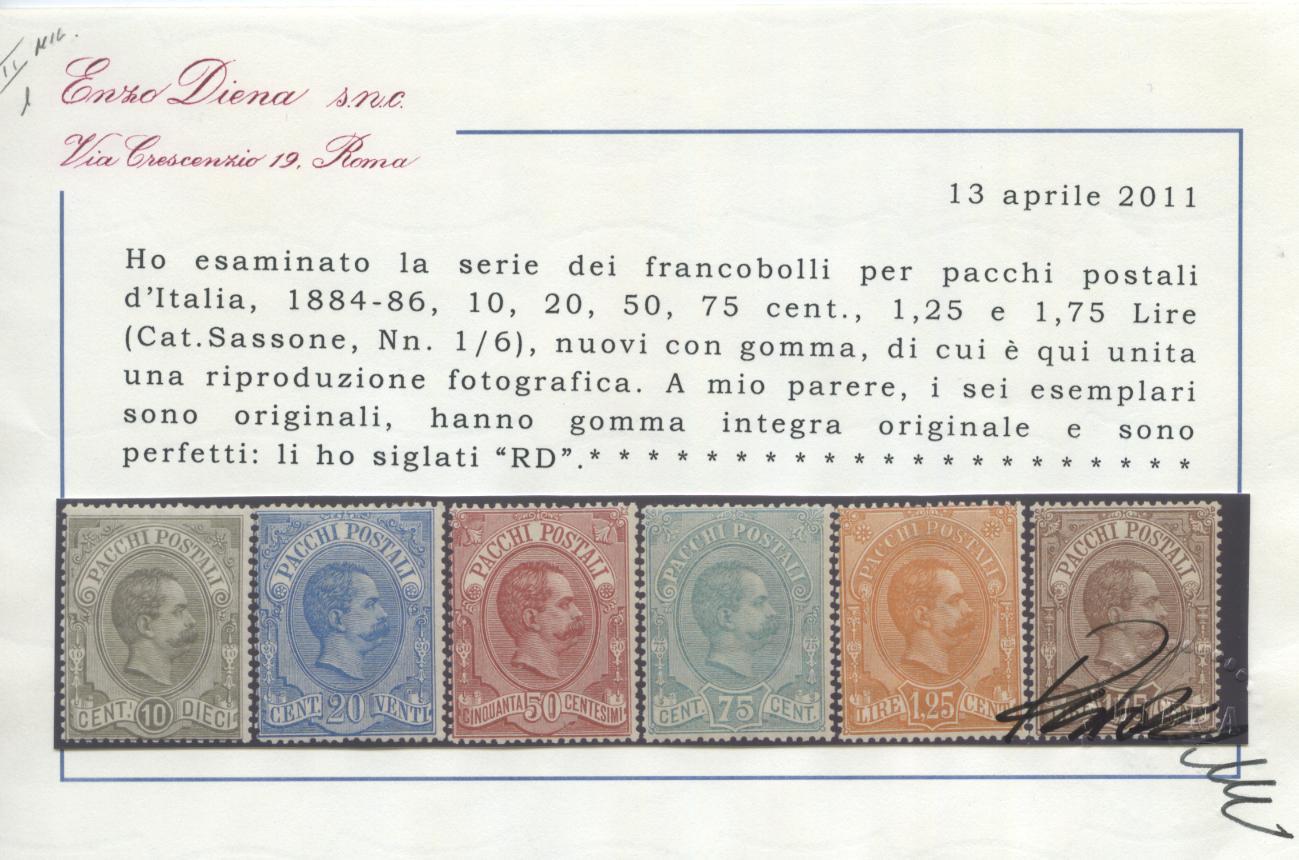 II MIL.
Enzo Diena s.n.c.
Via Crescenzio 19, Roma
13 aprile 2011
Ho esaminato la serie dei francobolli per pacchi postali
d'Italia, 1884-86, 10, 20, 50, 75 cent., 1,25 e 1,75 Lire
(Cat.Sassone, Nn. 1/6), nuovi con gomma, di cui è qui unita
una riproduzione fotografica. A mio parere, i sei esemplari
sono originali, hanno gomma integra originale e sono
perfetti: li ho siglati “RD”.* * * * * * * * * * * * * * * * * * * * *
PACCHI POSTALI
CENT. 10 DIECI
PACCHI POSTALI
CENT. 20 VENTI
PACCHI POSTALI
CINQUANTA 50 CENTESIMI
PACCHI POSTALI
CENT. 75 CENT.
PACCHI POSTALI
LIRE 1,25 CENT
PACCHI POSTALI